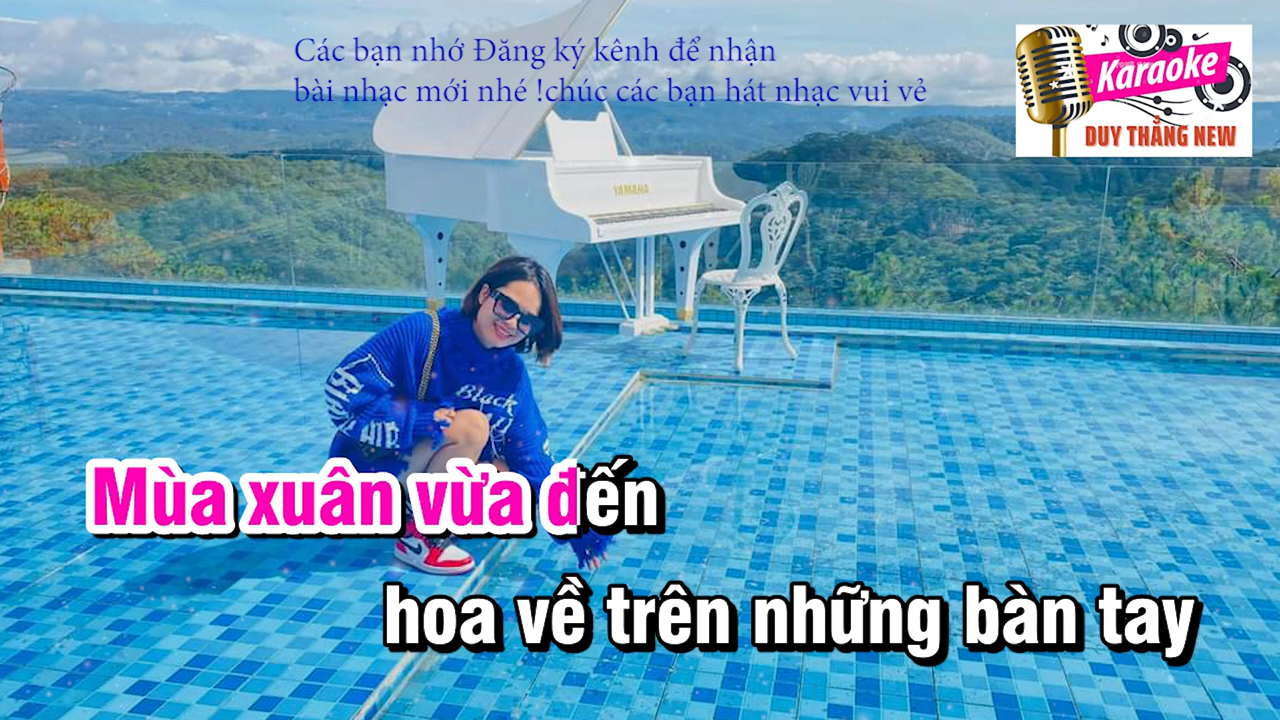 Các bạn nhớ Đăng ký kênh để nhận
bài nhạc mới nhé !chúc các bạn hát nhạc vui vẻ
Karaoke
DUY THẮNG NEW
YAMAHA
Black
Mùa xuân vừa đến
hoa về trên những bàn tay